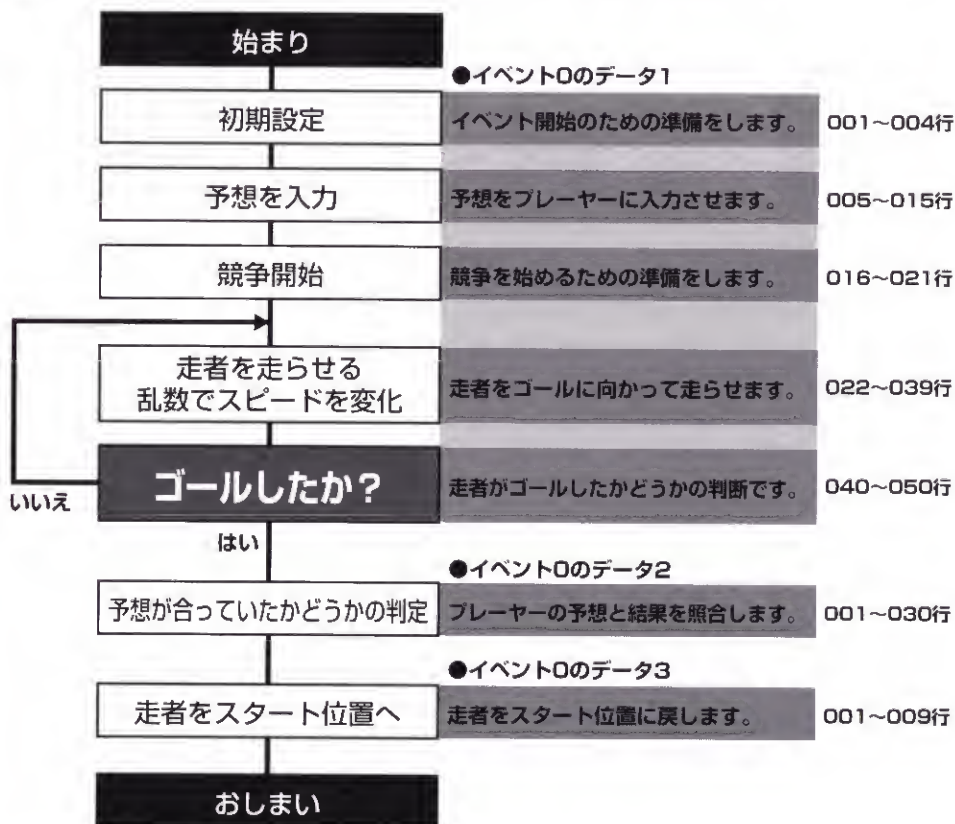 始まり
●イベント0のデータ1
初期設定 イベント開始のための準備をします。 001～004行
予想を入力 予想をプレーヤーに入力させます。 005～015行
競争開始 競争を始めるための準備をします。 016～021行
走者を走らせる
乱数でスピードを変化 走者をゴールに向かって走らせます。 022～039行
ゴールしたか？ 走者がゴールしたかどうかの判断です。 040～050行
いいえ
はい
●イベント0のデータ2
予想が合っていたかどうかの判定 プレーヤーの予想と結果を照合します。 001～030行
●イベント0のデータ3
走者をスタート位置へ 走者をスタート位置に戻します。 001～009行
おしまい